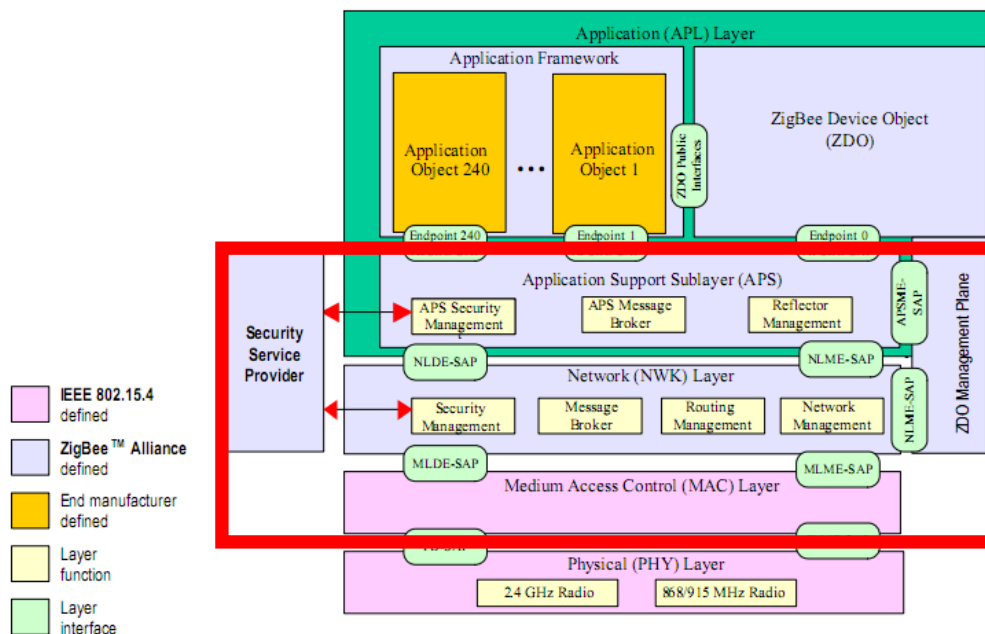 Application (APL) Layer
Application Framework
Application
Object 240
...
Application
Object 1
ZDO Public
Interfaces
ZigBee Device Object
(ZDO)
Endpoint 240
Endpoint 1
Endpoint 0
Application Support Sublayer (APS)
APS Security
Management
APS Message
Broker
Reflector
Management
APSME-
SAP
Security
Service
Provider
NLDE-SAP
NLME-SAP
ZDO Management Plane
Network (NWK) Layer
Security
Management
Message
Broker
Routing
Management
Network
Management
NLME-SAP
MLDE-SAP
MLME-SAP
Medium Access Control (MAC) Layer
Physical (PHY) Layer
2.4 GHz Radio
868/915 MHz Radio
IEEE 802.15.4
defined
ZigBee™ Alliance
defined
End manufacturer
defined
Layer
function
Layer
interface